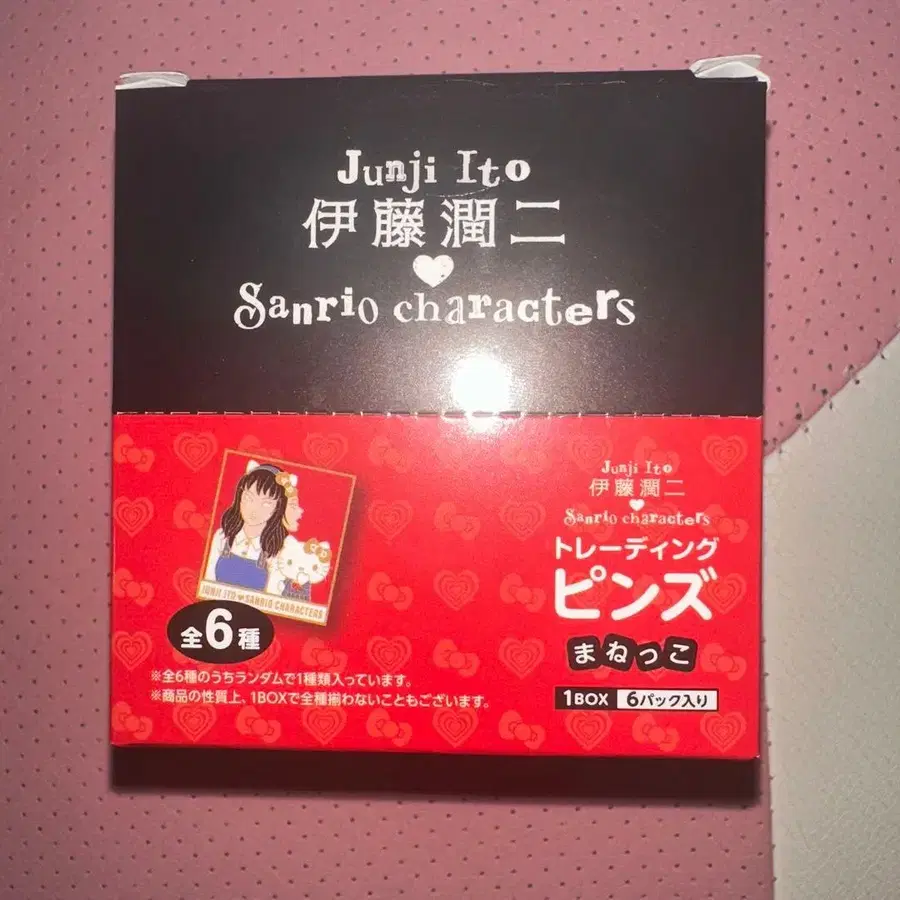 Junji Ito
伊藤潤二
Sanrio characters
JUNJI ITO ♥ SANRIO CHARACTERS
全6種
※全6種のうちランダムで1種類入っています。
※商品の性質上、1BOXで全種揃わないこともございます。
Junji Ito
伊藤潤二
Sanrio characters
トレーディング
ピンズ
まねっこ
1BOX 6パック入り